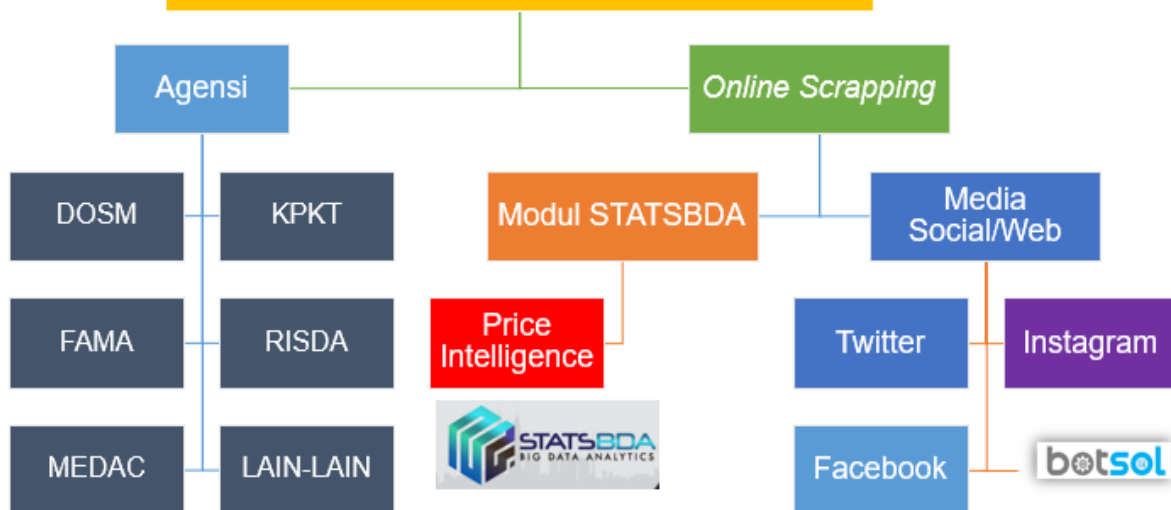 Agensi
Online Scrapping
DOSM
KPKT
Modul STATSBDA
Media
Social/Web
FAMA
RISDA
Price
Intelligence
Twitter
Instagram
STATSBDA
BIG DATA ANALYTICS
MEDAC
LAIN-LAIN
Facebook
botsol